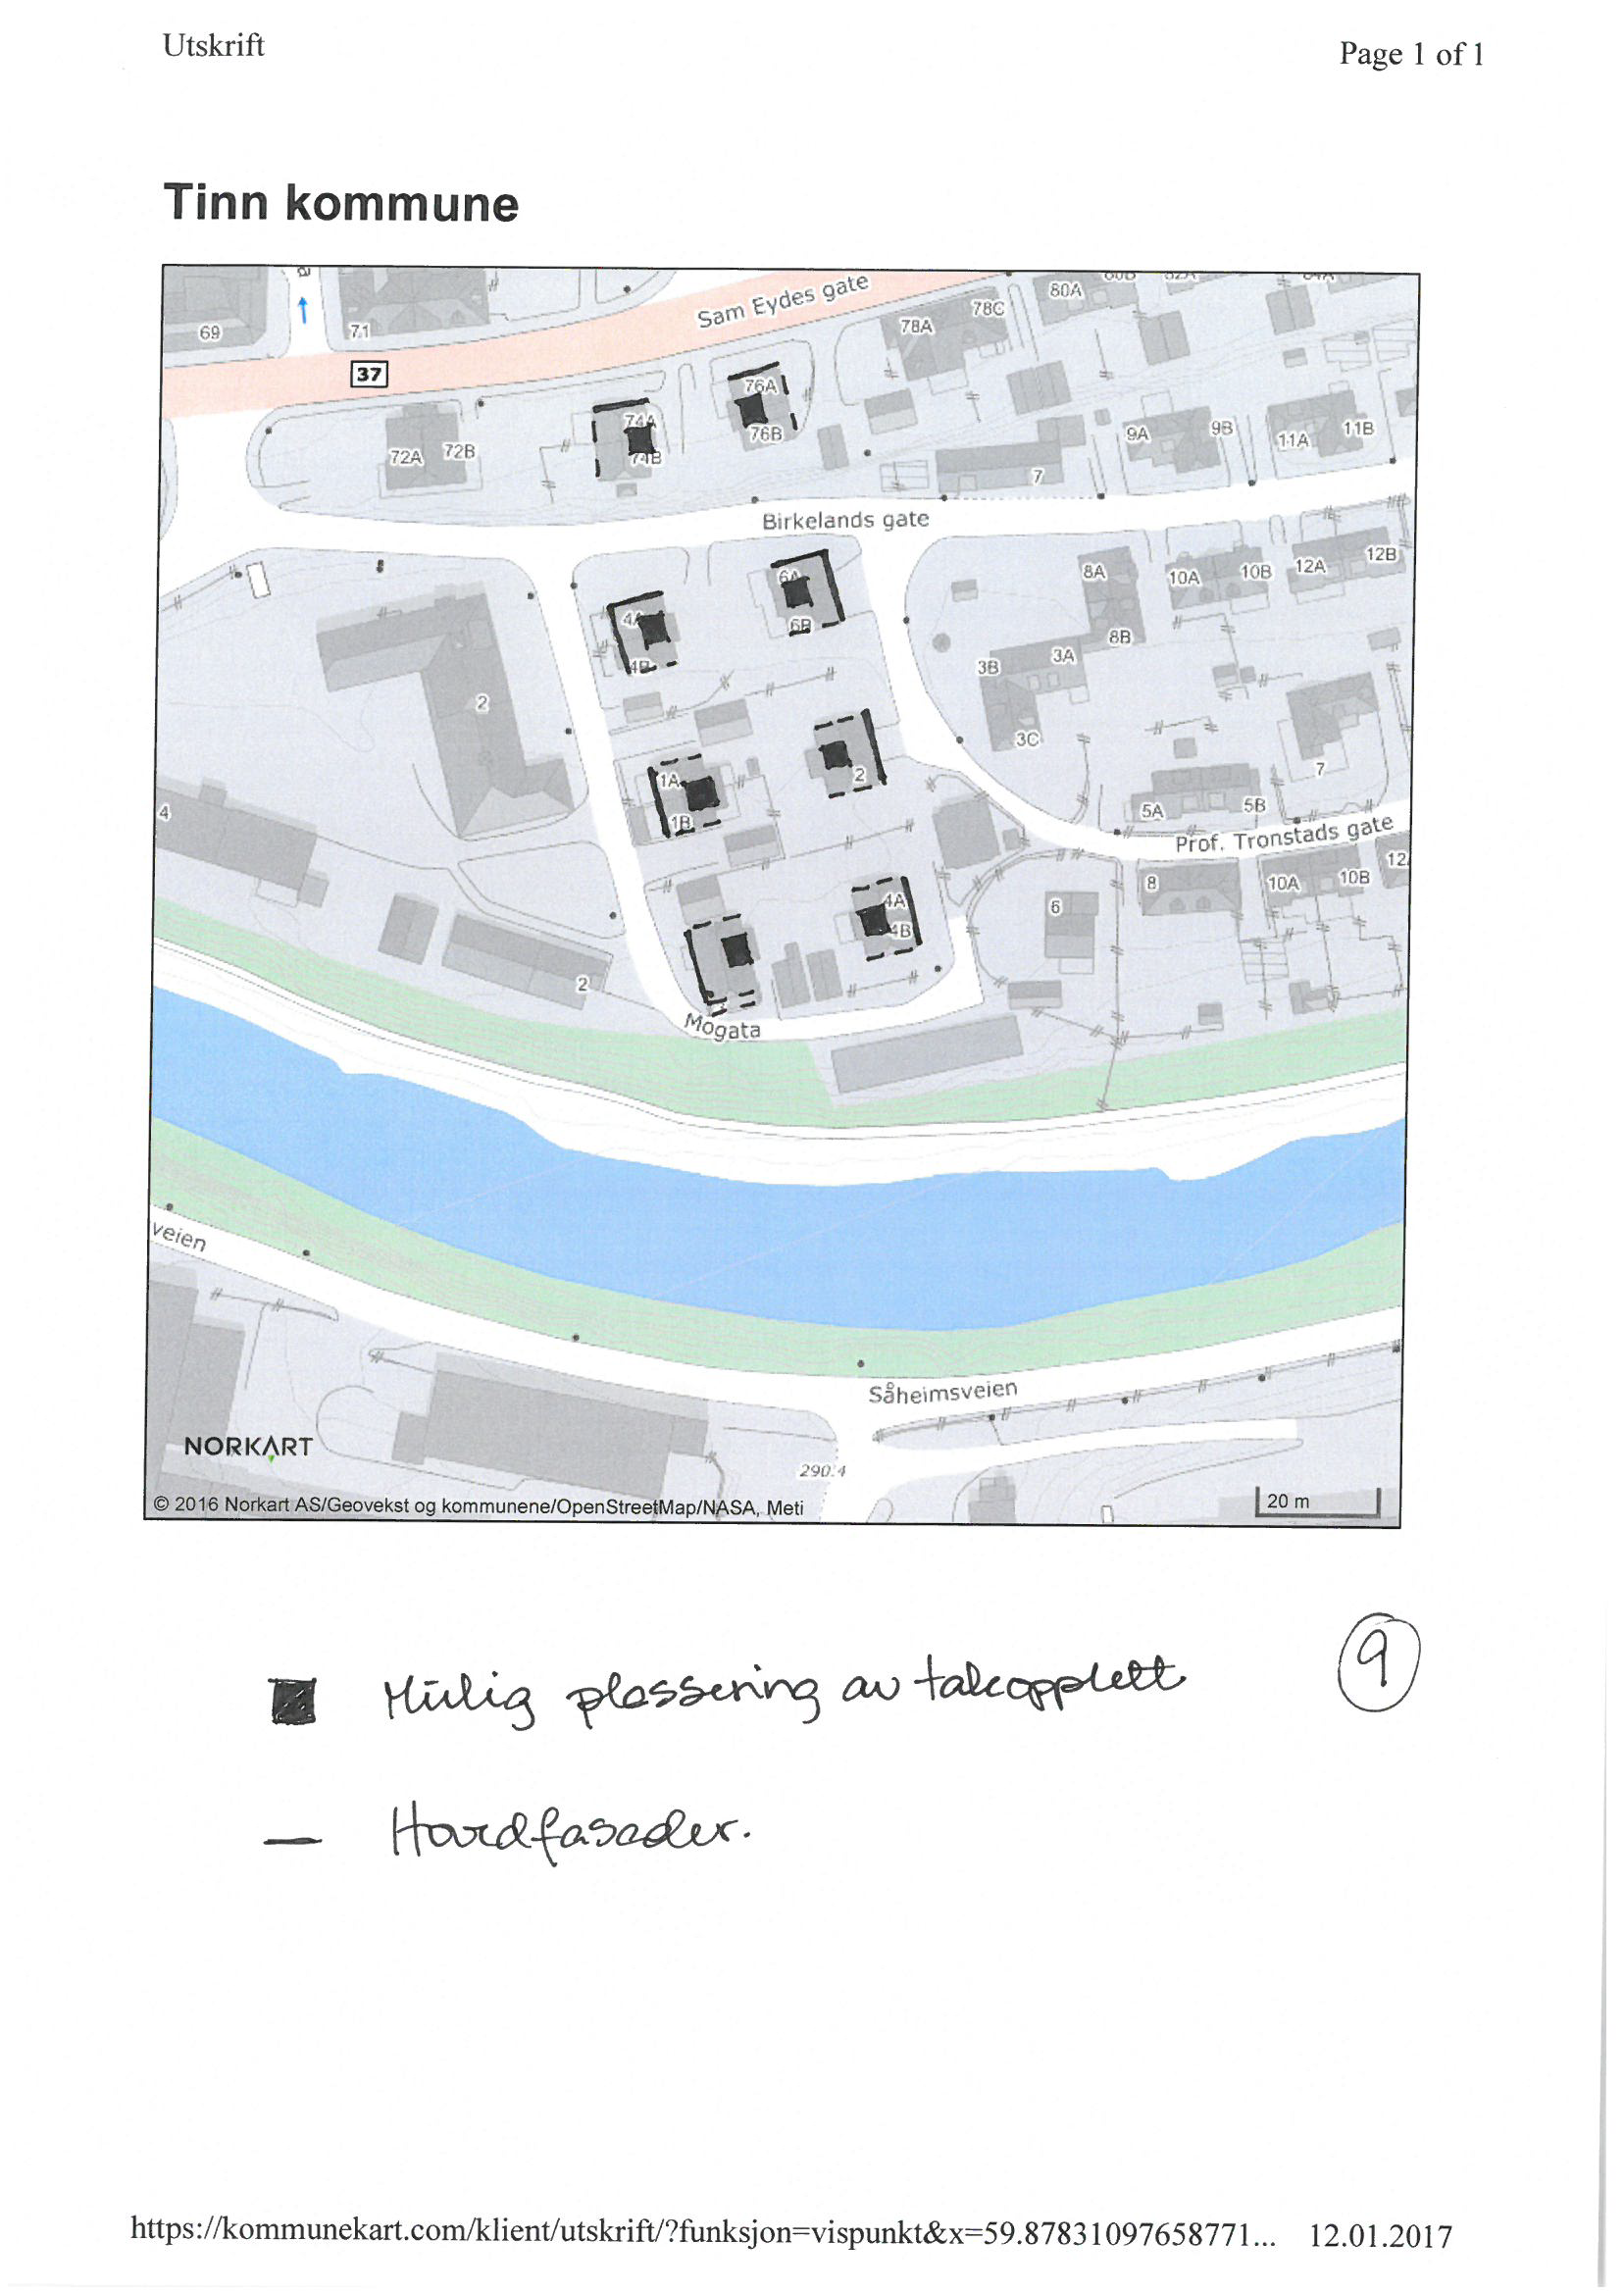 Utskrift
Page 1 of 1
Tinn kommune
69
71
37
Sam Eydes gate
78A
78C
80A
80B
82A
84A
72A
72B
74A
74B
76A
76B
7
9A
9B
11A
11B
Birkelands gate
4A
4B
6A
6B
8A
8B
10A
10B
12A
12B
3B
3A
3C
2
1A
1B
2
7
5A
5B
4
Prof. Tronstads gate
4A
4B
6
8
10A
10B
12
2
Mogata
veien
Såheimsveien
290.4
NORKART
© 2016 Norkart AS/Geovekst og kommunene/OpenStreetMap/NASA, Meti
20 m
Mulig plassering av takopplett
9
Hovedfasader.
https://kommunekart.com/klient/utskrift/?funksjon=vispunkt&x=59.87831097658771...
12.01.2017